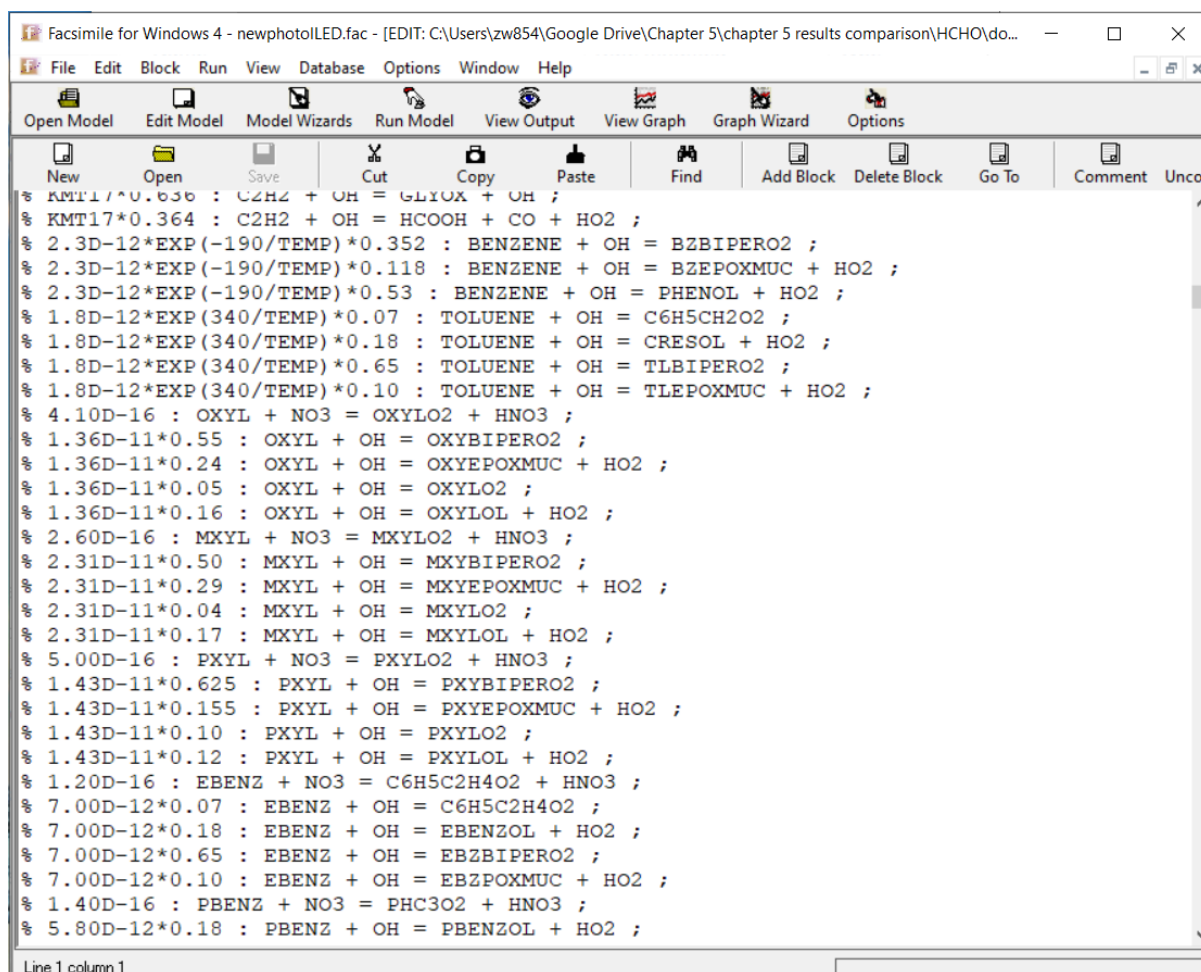 Facsimile for Windows 4 - newphotoILED.fac - [EDIT: C:\Users\zw854\Google Drive\Chapter 5\chapter 5 results comparison\HCHO\do...
File Edit Block Run View Database Options Window Help
Open Model Edit Model Model Wizards Run Model View Output View Graph Graph Wizard Options
New Open Save Cut Copy Paste Find Add Block Delete Block Go To Comment Unco
% KMT17*0.636 : C2H2 + OH = GLYOX + OH ;
% KMT17*0.364 : C2H2 + OH = HCOOH + CO + HO2 ;
% 2.3D-12*EXP(-190/TEMP)*0.352 : BENZENE + OH = BZBIPERO2 ;
% 2.3D-12*EXP(-190/TEMP)*0.118 : BENZENE + OH = BZEPOXMUC + HO2 ;
% 2.3D-12*EXP(-190/TEMP)*0.53 : BENZENE + OH = PHENOL + HO2 ;
% 1.8D-12*EXP(340/TEMP)*0.07 : TOLUENE + OH = C6H5CH2O2 ;
% 1.8D-12*EXP(340/TEMP)*0.18 : TOLUENE + OH = CRESOL + HO2 ;
% 1.8D-12*EXP(340/TEMP)*0.65 : TOLUENE + OH = TLBIPERO2 ;
% 1.8D-12*EXP(340/TEMP)*0.10 : TOLUENE + OH = TLEPOXMUC + HO2 ;
% 4.10D-16 : OXYL + NO3 = OXYLO2 + HNO3 ;
% 1.36D-11*0.55 : OXYL + OH = OXYBIPERO2 ;
% 1.36D-11*0.24 : OXYL + OH = OXYEPOXMUC + HO2 ;
% 1.36D-11*0.05 : OXYL + OH = OXYLO2 ;
% 1.36D-11*0.16 : OXYL + OH = OXYLOL + HO2 ;
% 2.60D-16 : MXYL + NO3 = MXYLO2 + HNO3 ;
% 2.31D-11*0.50 : MXYL + OH = MXYBIPERO2 ;
% 2.31D-11*0.29 : MXYL + OH = MXYEPOXMUC + HO2 ;
% 2.31D-11*0.04 : MXYL + OH = MXYLO2 ;
% 2.31D-11*0.17 : MXYL + OH = MXYLOL + HO2 ;
% 5.00D-16 : PXYL + NO3 = PXYLO2 + HNO3 ;
% 1.43D-11*0.625 : PXYL + OH = PXYBIPERO2 ;
% 1.43D-11*0.155 : PXYL + OH = PXYEPOXMUC + HO2 ;
% 1.43D-11*0.10 : PXYL + OH = PXYLO2 ;
% 1.43D-11*0.12 : PXYL + OH = PXYLOL + HO2 ;
% 1.20D-16 : EBENZ + NO3 = C6H5C2H4O2 + HNO3 ;
% 7.00D-12*0.07 : EBENZ + OH = C6H5C2H4O2 ;
% 7.00D-12*0.18 : EBENZ + OH = EBENZOL + HO2 ;
% 7.00D-12*0.65 : EBENZ + OH = EBZBIPERO2 ;
% 7.00D-12*0.10 : EBENZ + OH = EBZPOXMUC + HO2 ;
% 1.40D-16 : PBENZ + NO3 = PHC3O2 + HNO3 ;
% 5.80D-12*0.18 : PBENZ + OH = PBENZOL + HO2 ;
Line 1 column 1